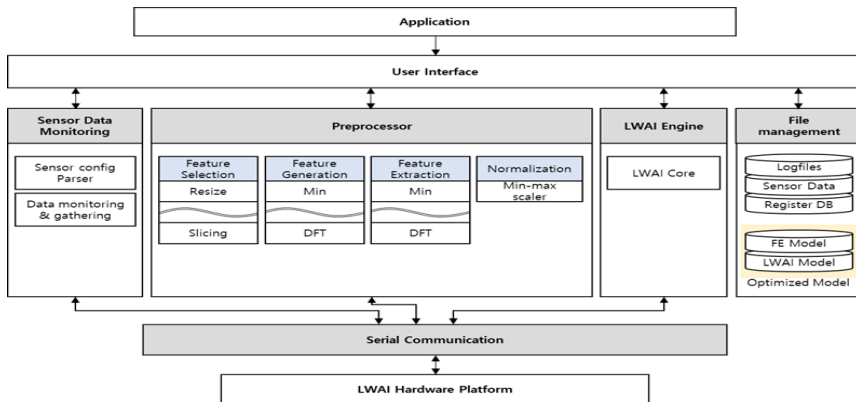 Application
User Interface
Sensor Data
Monitoring
Sensor config
Parser
Data monitoring
& gathering
Preprocessor
Feature
Selection
Resize
Slicing
Feature
Generation
Min
DFT
Feature
Extraction
Min
DFT
Normalization
Min-max
scaler
LWAI Engine
LWAI Core
File
management
Logfiles
Sensor Data
Register DB
FE Model
LWAI Model
Optimized Model
Serial Communication
LWAI Hardware Platform